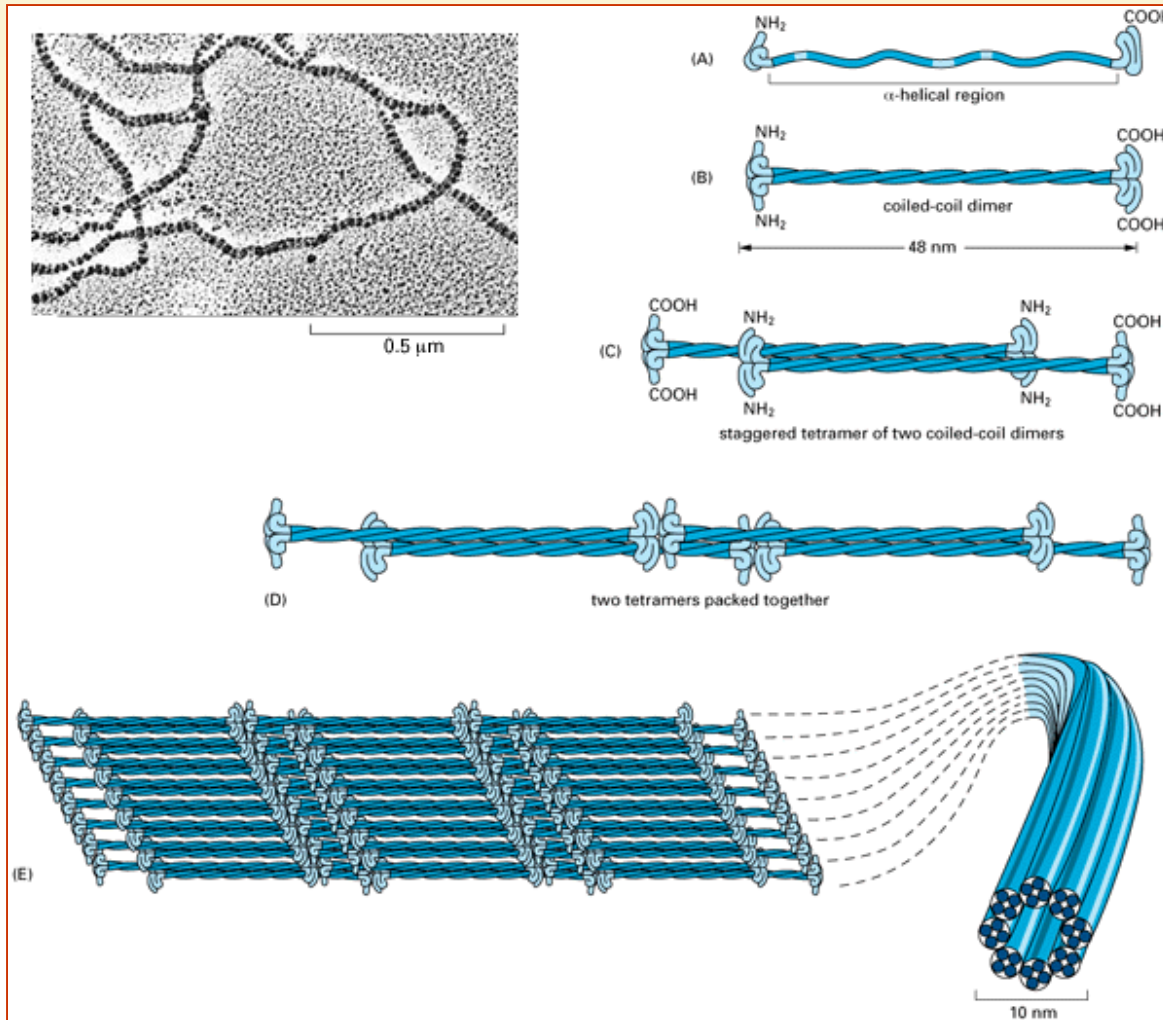 0.5 μm
NH₂
COOH
(A)
α-helical region
NH₂
COOH
(B)
NH₂
coiled-coil dimer
COOH
48 nm
COOH
NH₂
NH₂
COOH
(C)
COOH
NH₂
NH₂
COOH
staggered tetramer of two coiled-coil dimers
(D)
two tetramers packed together
(E)
10 nm